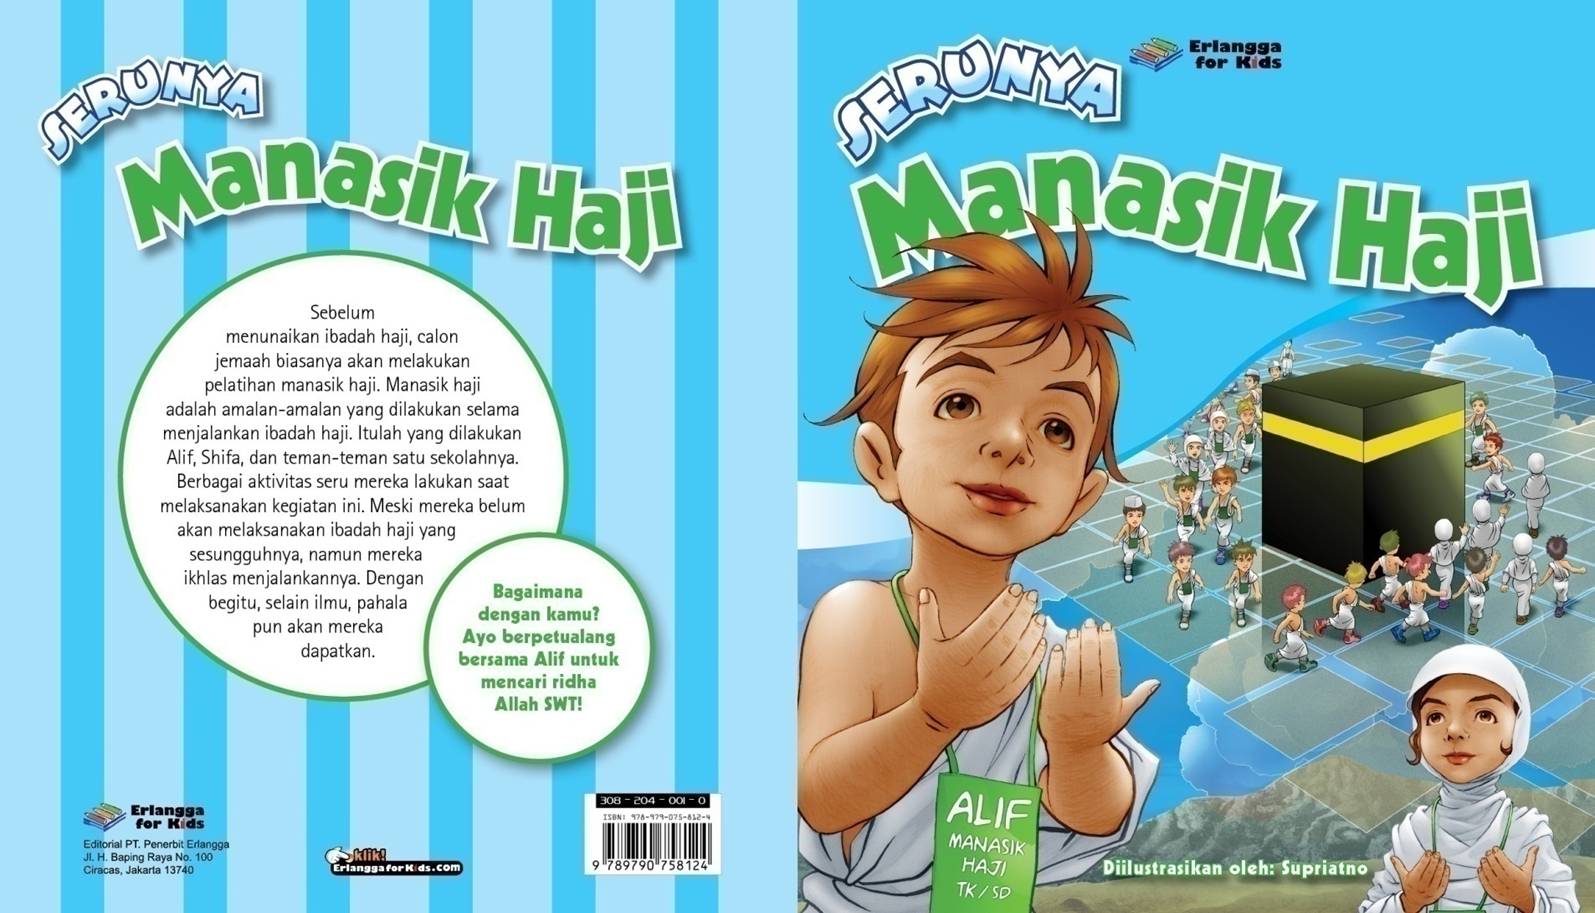 SERUNYA
Manasik Haji
Sebelum
menunaikan ibadah haji, calon
jemaah biasanya akan melakukan
pelatihan manasik haji. Manasik haji
adalah amalan-amalan yang dilakukan selama
menjalankan ibadah haji. Itulah yang dilakukan
Alif, Shifa, dan teman-teman satu sekolahnya.
Berbagai aktivitas seru mereka lakukan saat
melaksanakan kegiatan ini. Meski mereka belum
akan melaksanakan ibadah haji yang
sesungguhnya, namun mereka
ikhlas menjalankannya. Dengan
begitu, selain ilmu, pahala
pun akan mereka
dapatkan.
Bagaimana
dengan kamu?
Ayo berpetualang
bersama Alif untuk
mencari ridha
Allah SWT!
Erlangga
for Kids
Editorial PT. Penerbit Erlangga
Jl. H. Baping Raya No. 100
Ciracas, Jakarta 13740
klik!
ErlanggaforKids.com
308 - 204 - 001 - 0
ISBN: 978-979-075-812-4
9 789790 758124
Erlangga
for Kids
SERUNYA
Manasik Haji
ALIF
MANASIK
HAJI
TK / SD
Diilustrasikan oleh: Supriatno